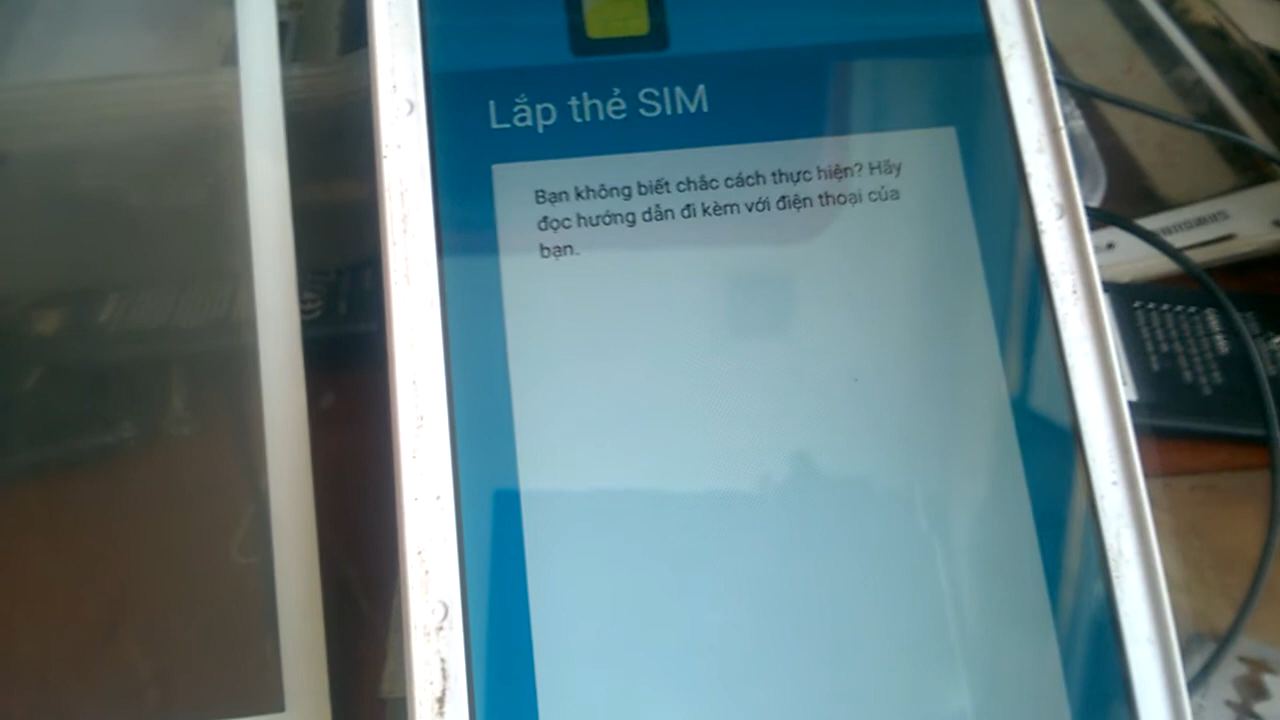 Lắp thẻ SIM
Bạn không biết chắc cách thực hiện? Hãy
đọc hướng dẫn đi kèm với điện thoại của
bạn.
SAMSUNG